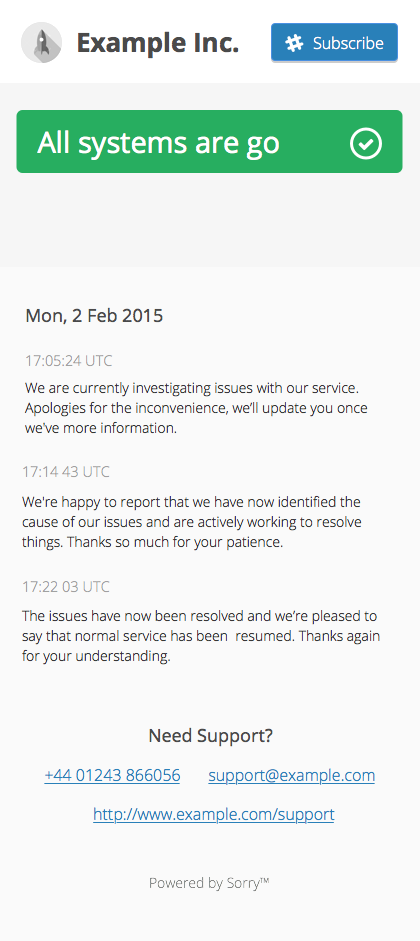 Example Inc.
Subscribe
All systems are go
Mon, 2 Feb 2015
17:05:24 UTC
We are currently investigating issues with our service.
Apologies for the inconvenience, we’ll update you once
we've more information.
17:14 43 UTC
We're happy to report that we have now identified the
cause of our issues and are actively working to resolve
things. Thanks so much for your patience.
17:22 03 UTC
The issues have now been resolved and we’re pleased to
say that normal service has been  resumed. Thanks again
for your understanding.
Need Support?
+44 01243 866056 support@example.com
http://www.example.com/support
Powered by Sorry™